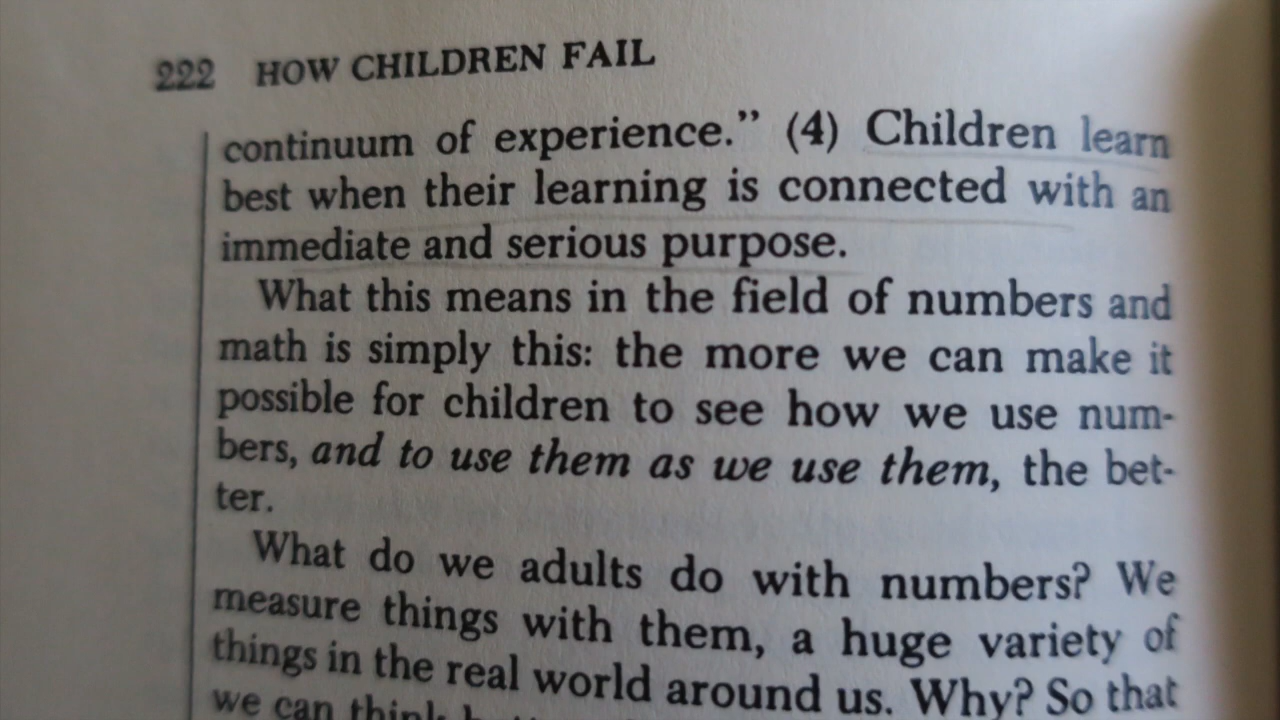 222 HOW CHILDREN FAIL
continuum of experience.” (4) Children learn
best when their learning is connected with an
immediate and serious purpose.
What this means in the field of numbers and
math is simply this: the more we can make it
possible for children to see how we use num-
bers, and to use them as we use them, the bet-
ter.
What do we adults do with numbers? We
measure things with them, a huge variety of
things in the real world around us. Why? So that
we can think